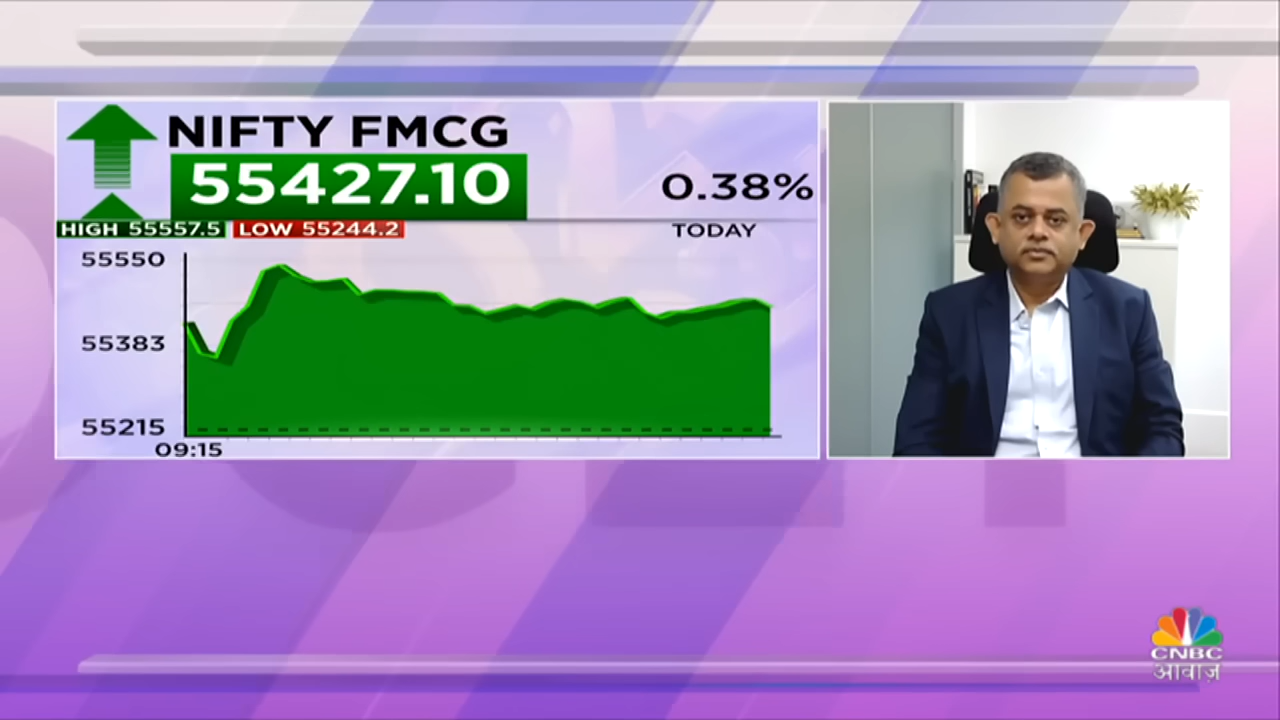 NIFTY FMCG
55427.10
0.38%
HIGH 55557.5
LOW 55244.2
TODAY
55550
55383
55215
09:15
CNBC
आवाज़